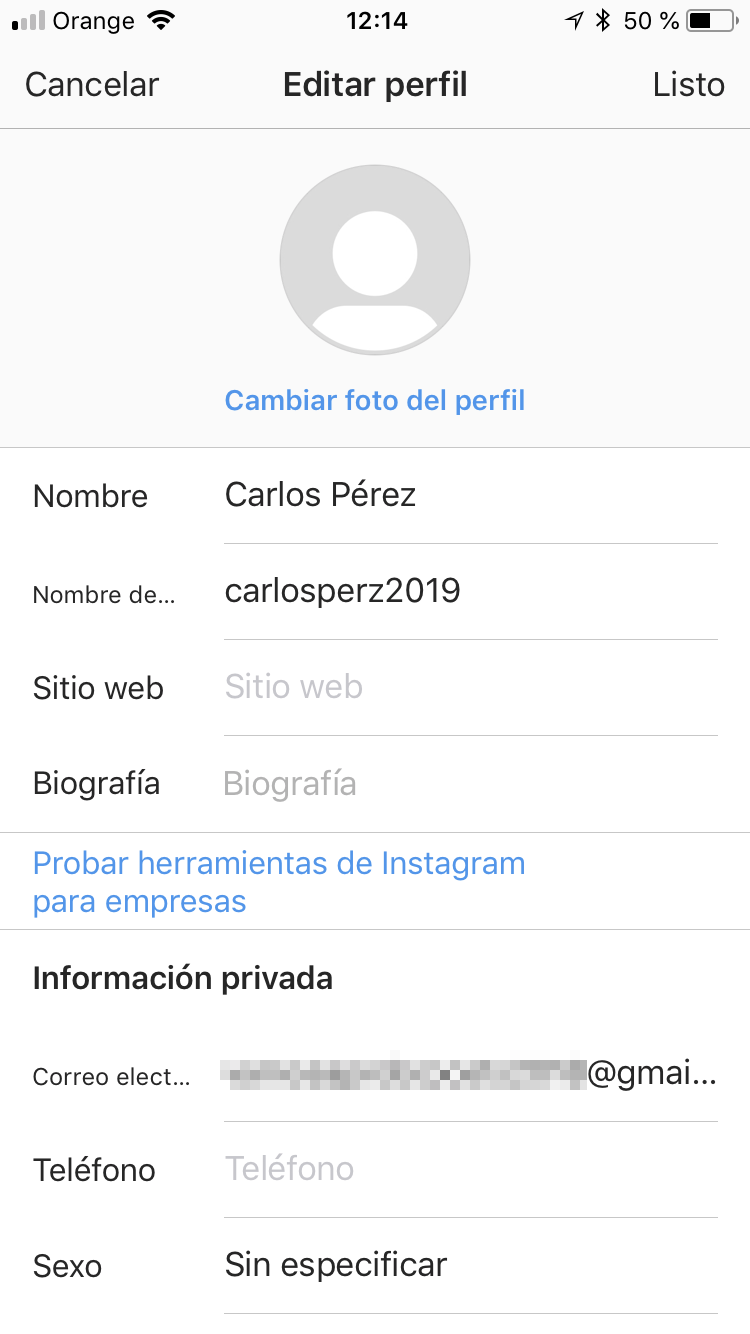 Orange 12:14 50 %
Cancelar Editar perfil Listo
Cambiar foto del perfil
Nombre Carlos Pérez
Nombre de... carlosperz2019
Sitio web Sitio web
Biografía Biografía
Probar herramientas de Instagram
para empresas
Información privada
Correo elect... @gmai...
Teléfono Teléfono
Sexo Sin especificar